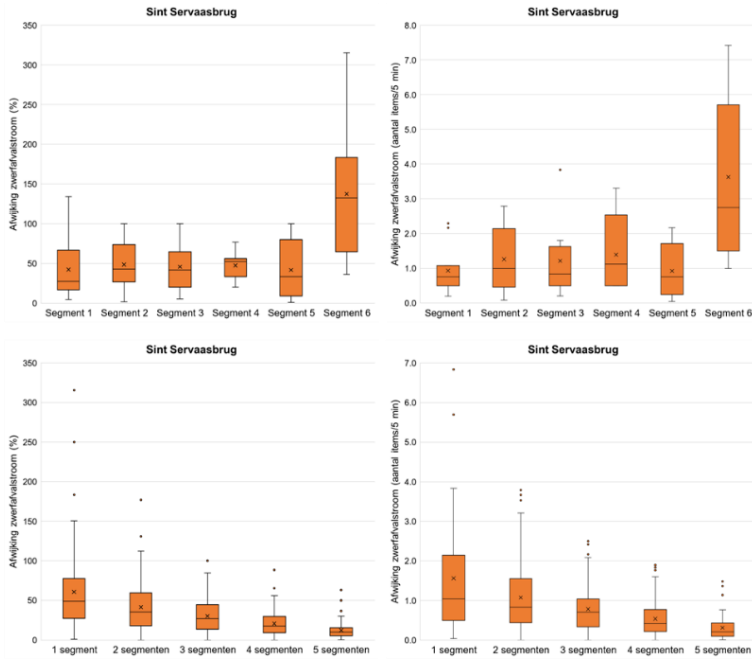 Sint Servaasbrug
Afwijking zwerfafvalstroom (%)
350
300
250
200
150
100
50
0
Segment 1 Segment 2 Segment 3 Segment 4 Segment 5 Segment 6
Sint Servaasbrug
Afwijking zwerfafvalstroom (aantal items/5 min)
8.0
7.0
6.0
5.0
4.0
3.0
2.0
1.0
0.0
Segment 1 Segment 2 Segment 3 Segment 4 Segment 5 Segment 6
Sint Servaasbrug
Afwijking zwerfafvalstroom (%)
350
300
250
200
150
100
50
0
1 segment 2 segmenten 3 segmenten 4 segmenten 5 segmenten
Sint Servaasbrug
Afwijking zwerfafvalstroom (aantal items/5 min)
7.0
6.0
5.0
4.0
3.0
2.0
1.0
0.0
1 segment 2 segmenten 3 segmenten 4 segmenten 5 segmenten